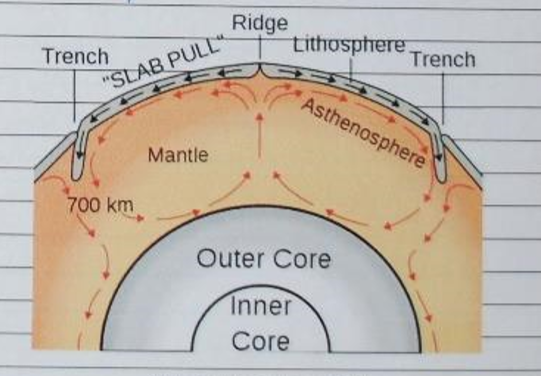 Ridge
Trench
"SLAB PULL"
Lithosphere
Trench
Asthenosphere
Mantle
700 km
Outer Core
Inner
Core